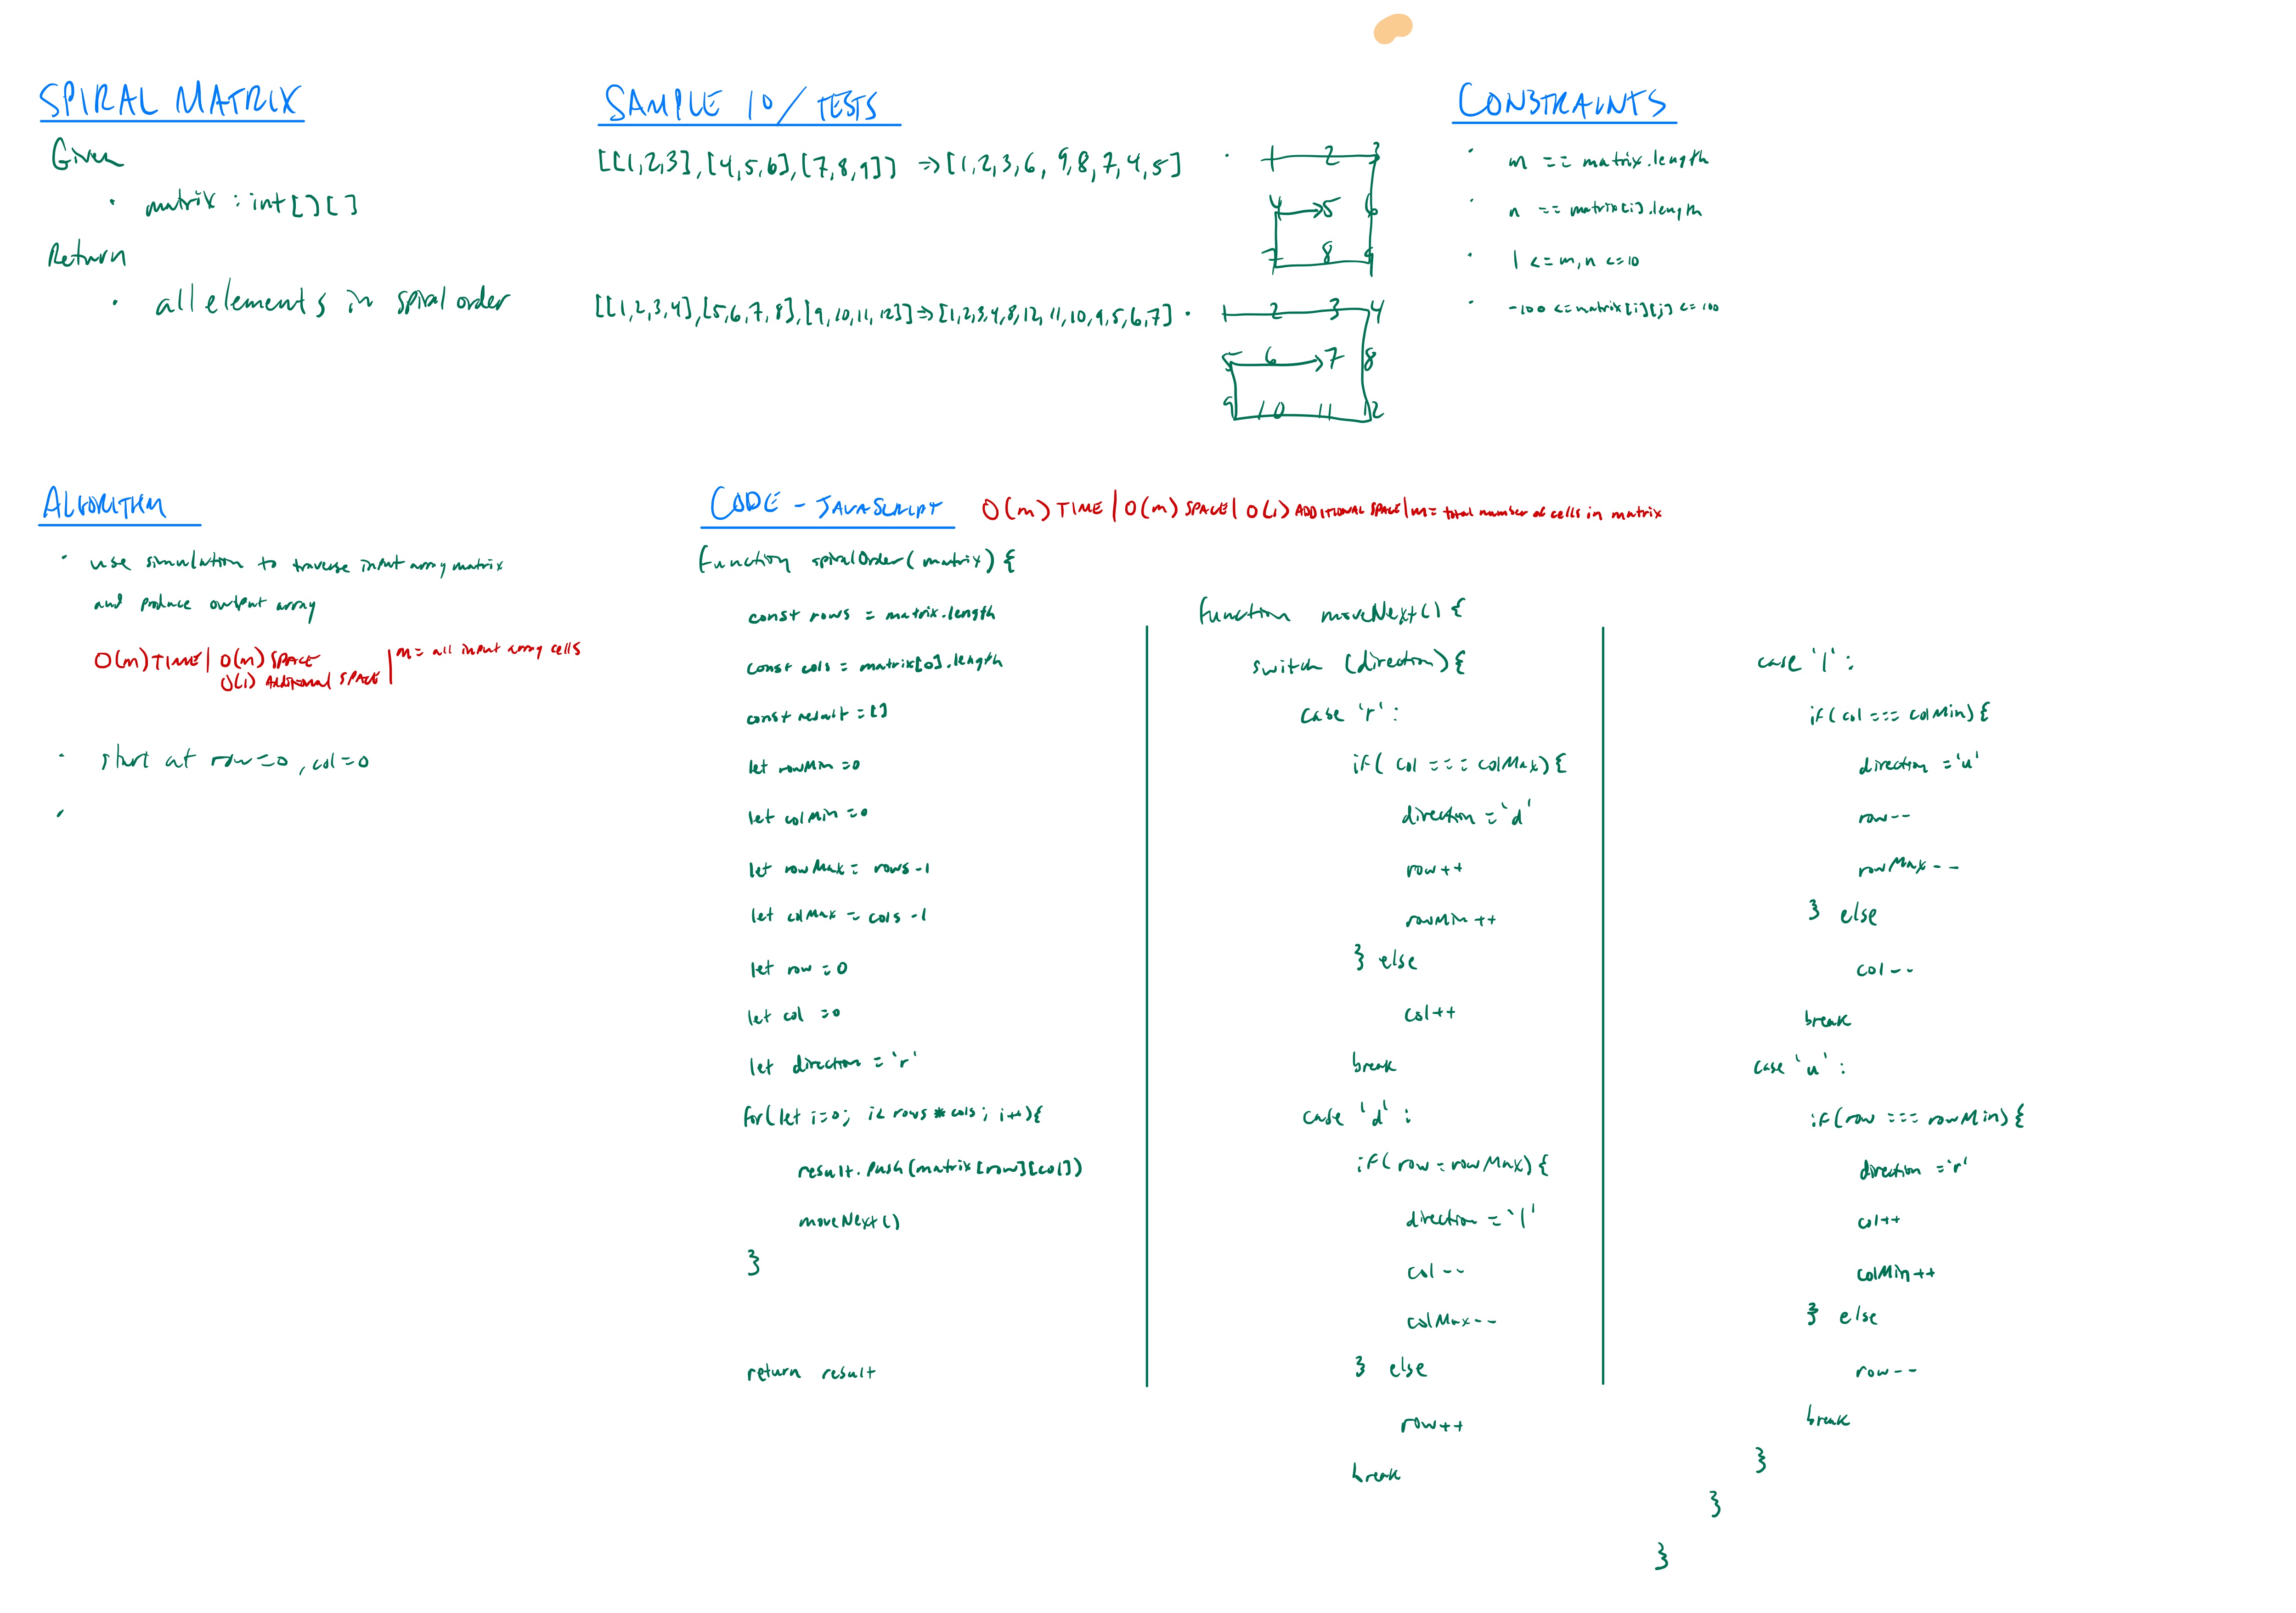 SPIRAL MATRIX
Given
· matrix : int[][]
Return
· all elements in spiral order
SAMPLE IO / TESTS
[[1,2,3],[4,5,6],[7,8,9]] => [1,2,3,6,9,8,7,4,5]
· 1 2 3
4 5 6
7 8 9
[[1,2,3,4],[5,6,7,8],[9,10,11,12]] => [1,2,3,4,8,12,11,10,9,5,6,7]
· 1 2 3 4
5 6 7 8
9 10 11 12
CONSTRAINTS
· m == matrix.length
· n == matrix[i].length
· 1 <= m, n <= 10
· -100 <= matrix[i][j] <= 100
ALGORITHM
· use simulation to traverse input array matrix
and produce output array
O(m) TIME | O(m) SPACE
O(1) ADDITIONAL SPACE | m = all input array cells
· start at row=0, col=0
·
CODE - JAVASCRIPT O(m) TIME | O(m) SPACE | O(1) ADDITIONAL SPACE | m = total number of cells in matrix
function spiralOrder(matrix) {
const rows = matrix.length
const cols = matrix[0].length
const result = []
let rowMin = 0
let colMin = 0
let rowMax = rows -1
let colMax = cols -1
let row = 0
let col = 0
let direction = 'r'
for(let i=0; i< rows * cols; i++){
result.push(matrix[row][col])
moveNext()
}
return result
function moveNext() {
switch (direction) {
case 'r' :
if( col === colMax) {
direction = 'd'
row++
rowMin++
} else
col++
break
case 'd' :
if( row = rowMax) {
direction = 'l'
col--
colMax--
} else
row++
break
case 'l' :
if(col === colMin) {
direction = 'u'
row--
rowMax--
} else
col--
break
case 'u' :
if(row === rowMin) {
direction = 'r'
col++
colMin++
} else
row--
break
}
}
}